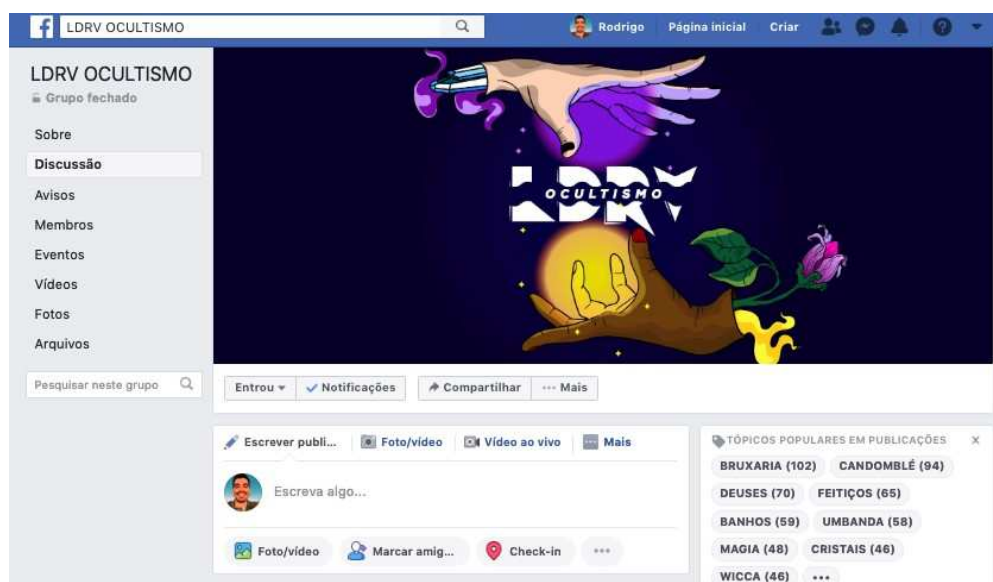 LDRV OCULTISMO
Rodrigo Página inicial Criar
LDRV OCULTISMO
Grupo fechado
Sobre
Discussão
Avisos
Membros
Eventos
Vídeos
Fotos
Arquivos
Pesquisar neste grupo
LDRV
OCULTISMO
Entrou Notificações Compartilhar ... Mais
Escrever publi... Foto/vídeo Vídeo ao vivo Mais
Escreva algo...
Foto/vídeo Marcar amig... Check-in ...
TÓPICOS POPULARES EM PUBLICAÇÕES x
BRUXARIA (102) CANDOMBLÉ (94)
DEUSES (70) FEITIÇOS (65)
BANHOS (59) UMBANDA (58)
MAGIA (48) CRISTAIS (46)
WICCA (46) ...